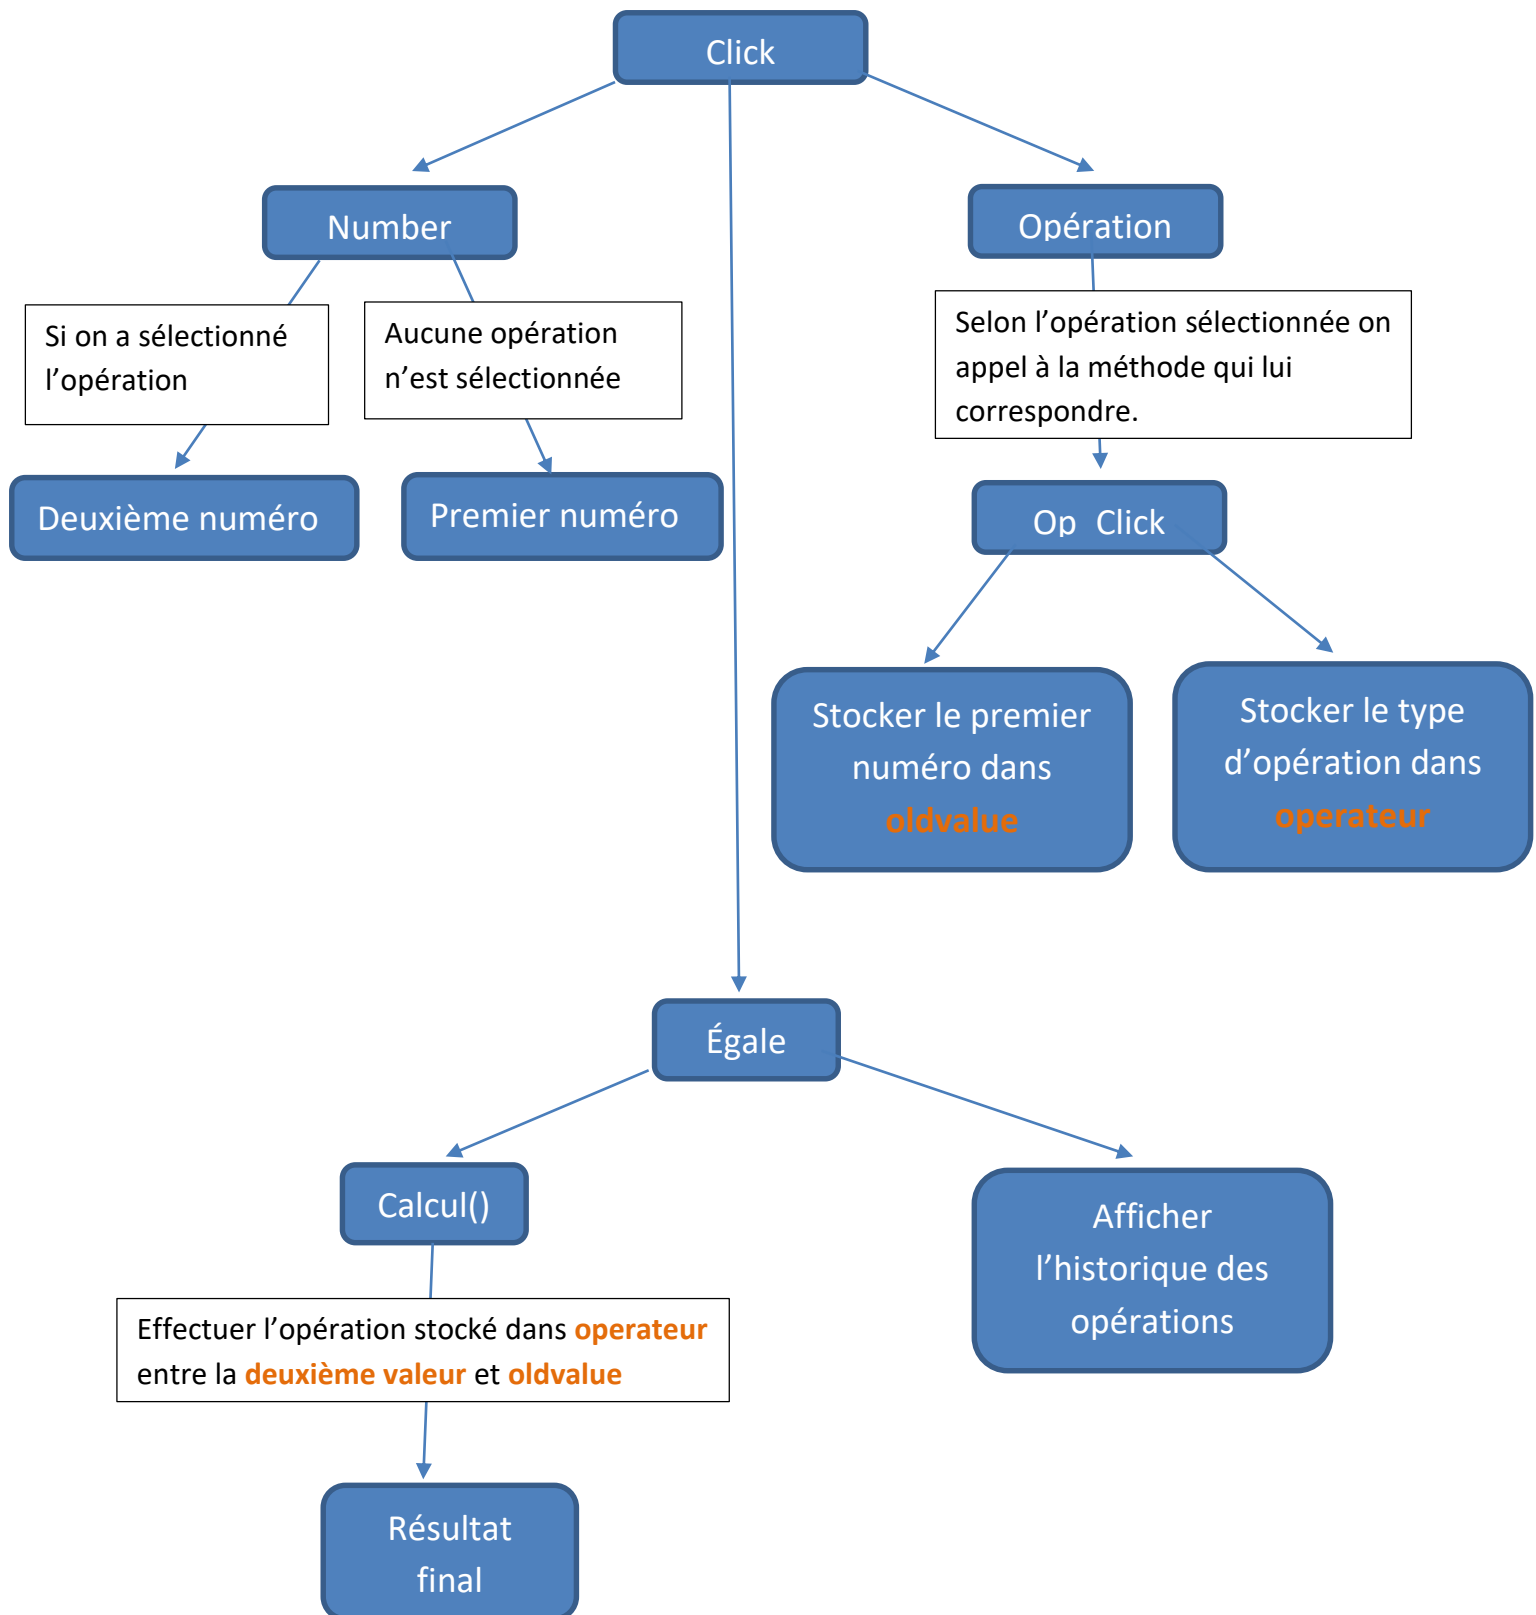 Click
Number
Opération
Si on a sélectionné
l’opération
Aucune opération
n’est sélectionnée
Selon l’opération sélectionnée on
appel à la méthode qui lui
correspondre.
Deuxième numéro
Premier numéro
Op Click
Stocker le premier
numéro dans
oldvalue
Stocker le type
d’opération dans
operateur
Égale
Calcul()
Afficher
l’historique des
opérations
Effectuer l’opération stocké dans operateur
entre la deuxième valeur et oldvalue
Résultat
final